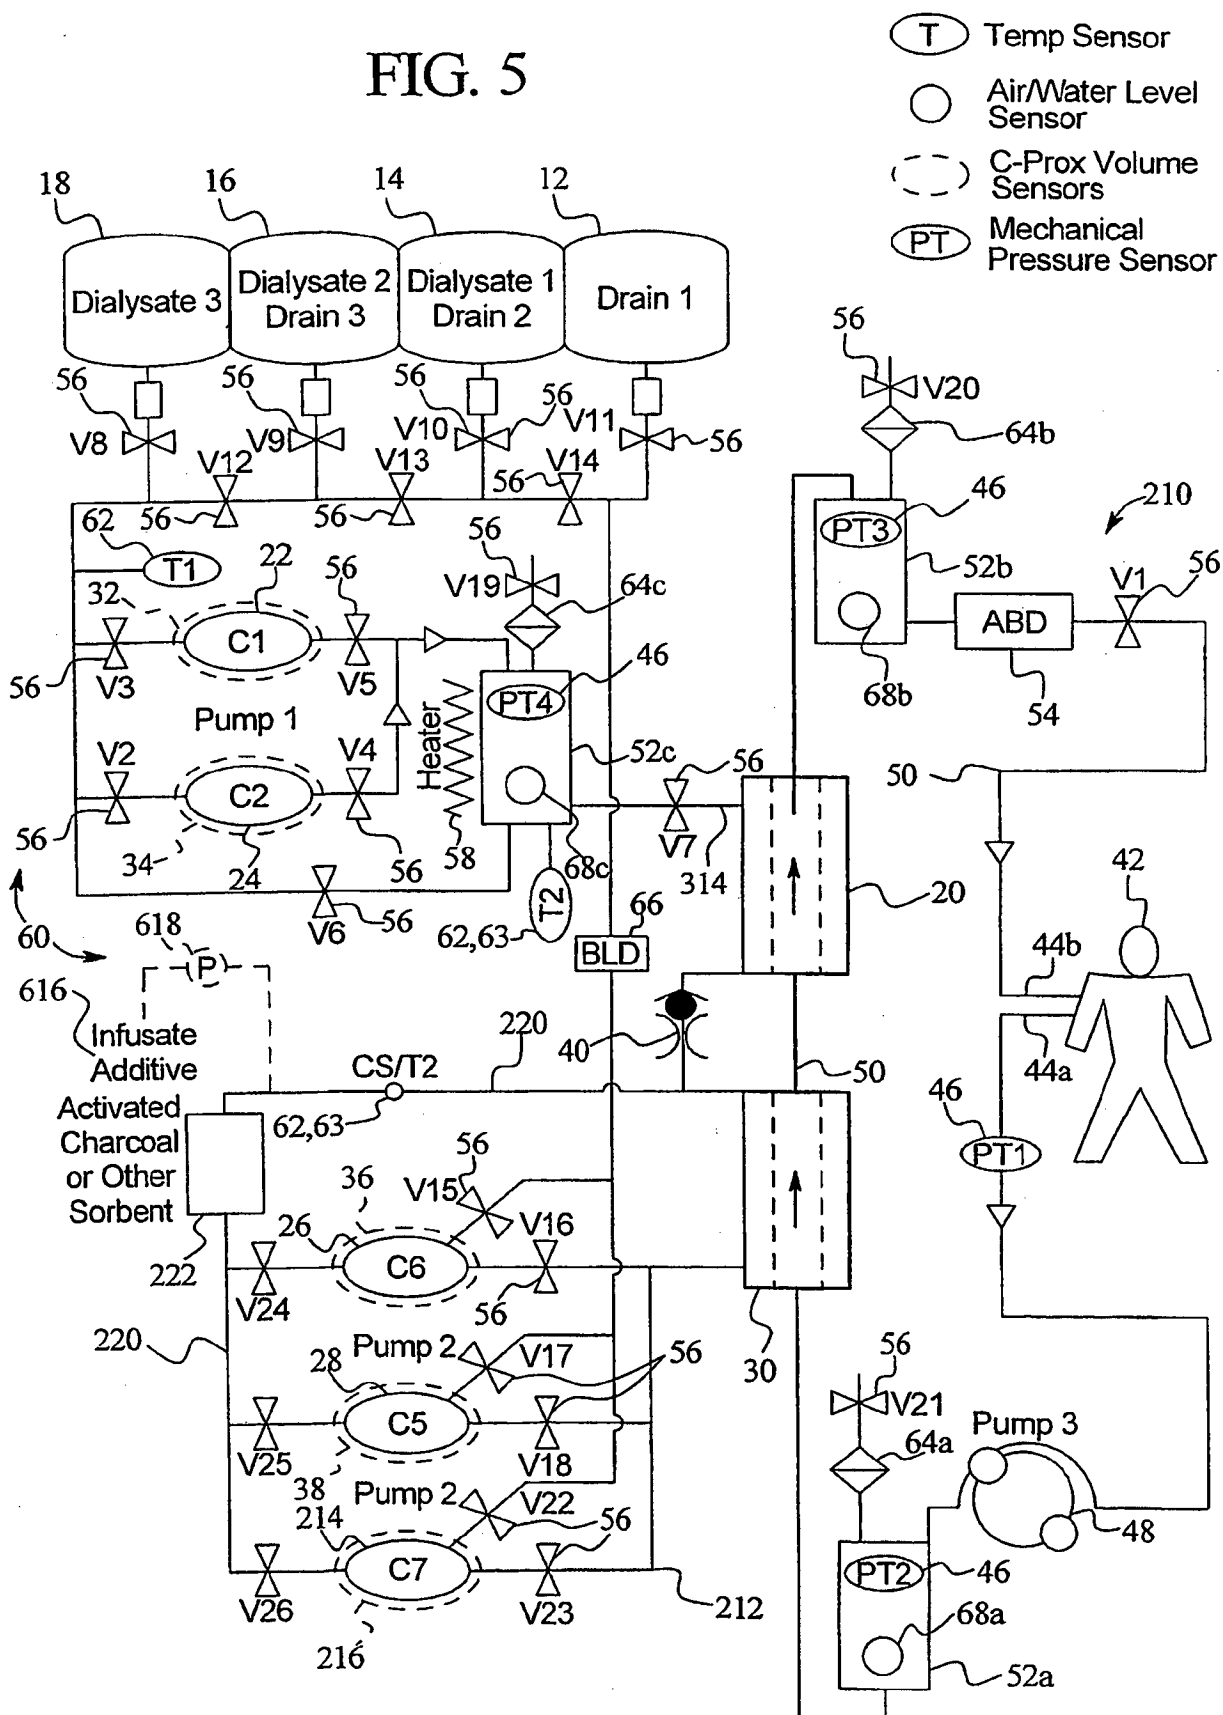 FIG. 5
T Temp Sensor
Air/Water Level
Sensor
C-Prox Volume
Sensors
PT Mechanical
Pressure Sensor
18
16
14
12
Dialysate 3
Dialysate 2
Drain 3
Dialysate 1
Drain 2
Drain 1
56
56
56
56
V8
V9
V10
V11
56
V12
V13
V14
56
56
56
56
V20
64b
46
PT3
210
52b
V1
56
ABD
68b
54
62
T1
22
56
V19
56
64c
32
C1
46
56
V3
V5
PT4
Pump 1
Heater
52c
V2
V4
C2
56
56
34
24
56
58
68c
V7
314
50
20
42
T2
62,63
60
V6
56
66
BLD
618
P
616
Infusate
Additive
44b
44a
220
40
50
CS/T2
62,63
46
PT1
Activated
Charcoal
or Other
Sorbent
222
36
56
V15
V16
26
C6
V24
56
220
Pump 2
V17
56
30
28
C5
V25
V18
38
Pump 2
V22
56
214
C7
V26
V23
212
216
56
V21
Pump 3
64a
48
PT2
46
68a
52a